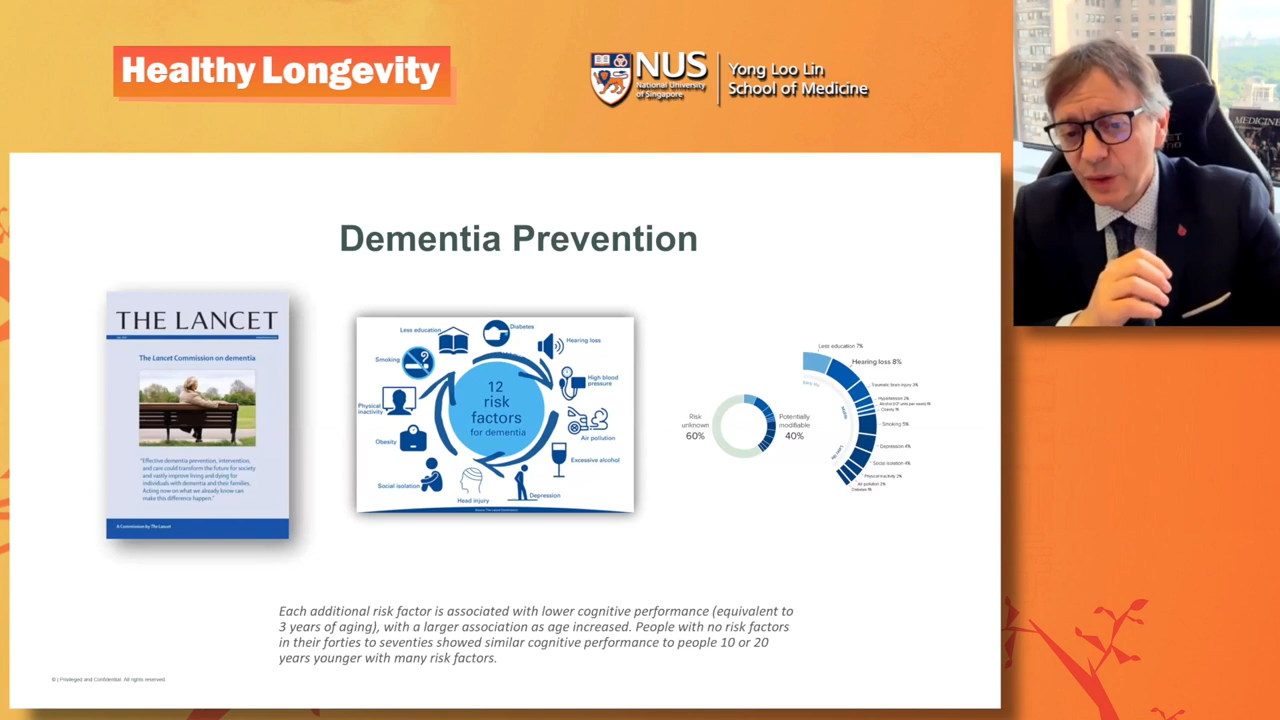 Healthy Longevity
NUS
National University
of Singapore
Yong Loo Lin
School of Medicine
MEDICINE
Dementia Prevention
THE LANCET
The Lancet Commission on dementia
"Effective dementia prevention, intervention,
and care could transform the future for society
and vastly improve living and dying for
individuals with dementia and their families.
Acting now on what we already know can
make this difference happen."
A Commission by The Lancet
12
risk
factors
for dementia
Less education
Diabetes
Hearing loss
High blood
pressure
Air pollution
Excessive alcohol
Depression
Head injury
Social isolation
Obesity
Physical
inactivity
Smoking
Risk
unknown
60%
Potentially
modifiable
40%
Less education 7%
Hearing loss 8%
Traumatic brain injury 3%
Hypertension 2%
Obesity 1%
Smoking 5%
Depression 4%
Social isolation 4%
Physical inactivity 2%
Air pollution 2%
Diabetes 1%
Each additional risk factor is associated with lower cognitive performance (equivalent to
3 years of aging), with a larger association as age increased. People with no risk factors
in their forties to seventies showed similar cognitive performance to people 10 or 20
years younger with many risk factors.
© | Privileged and Confidential. All rights reserved.